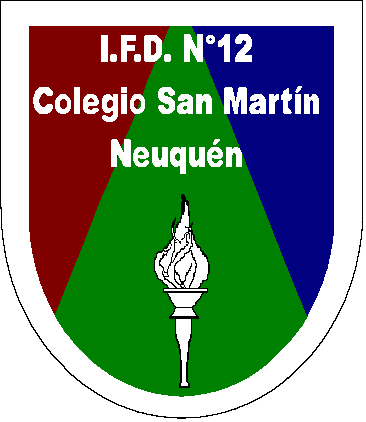 I.F.D. N°12
Colegio San Martín
Neuquén